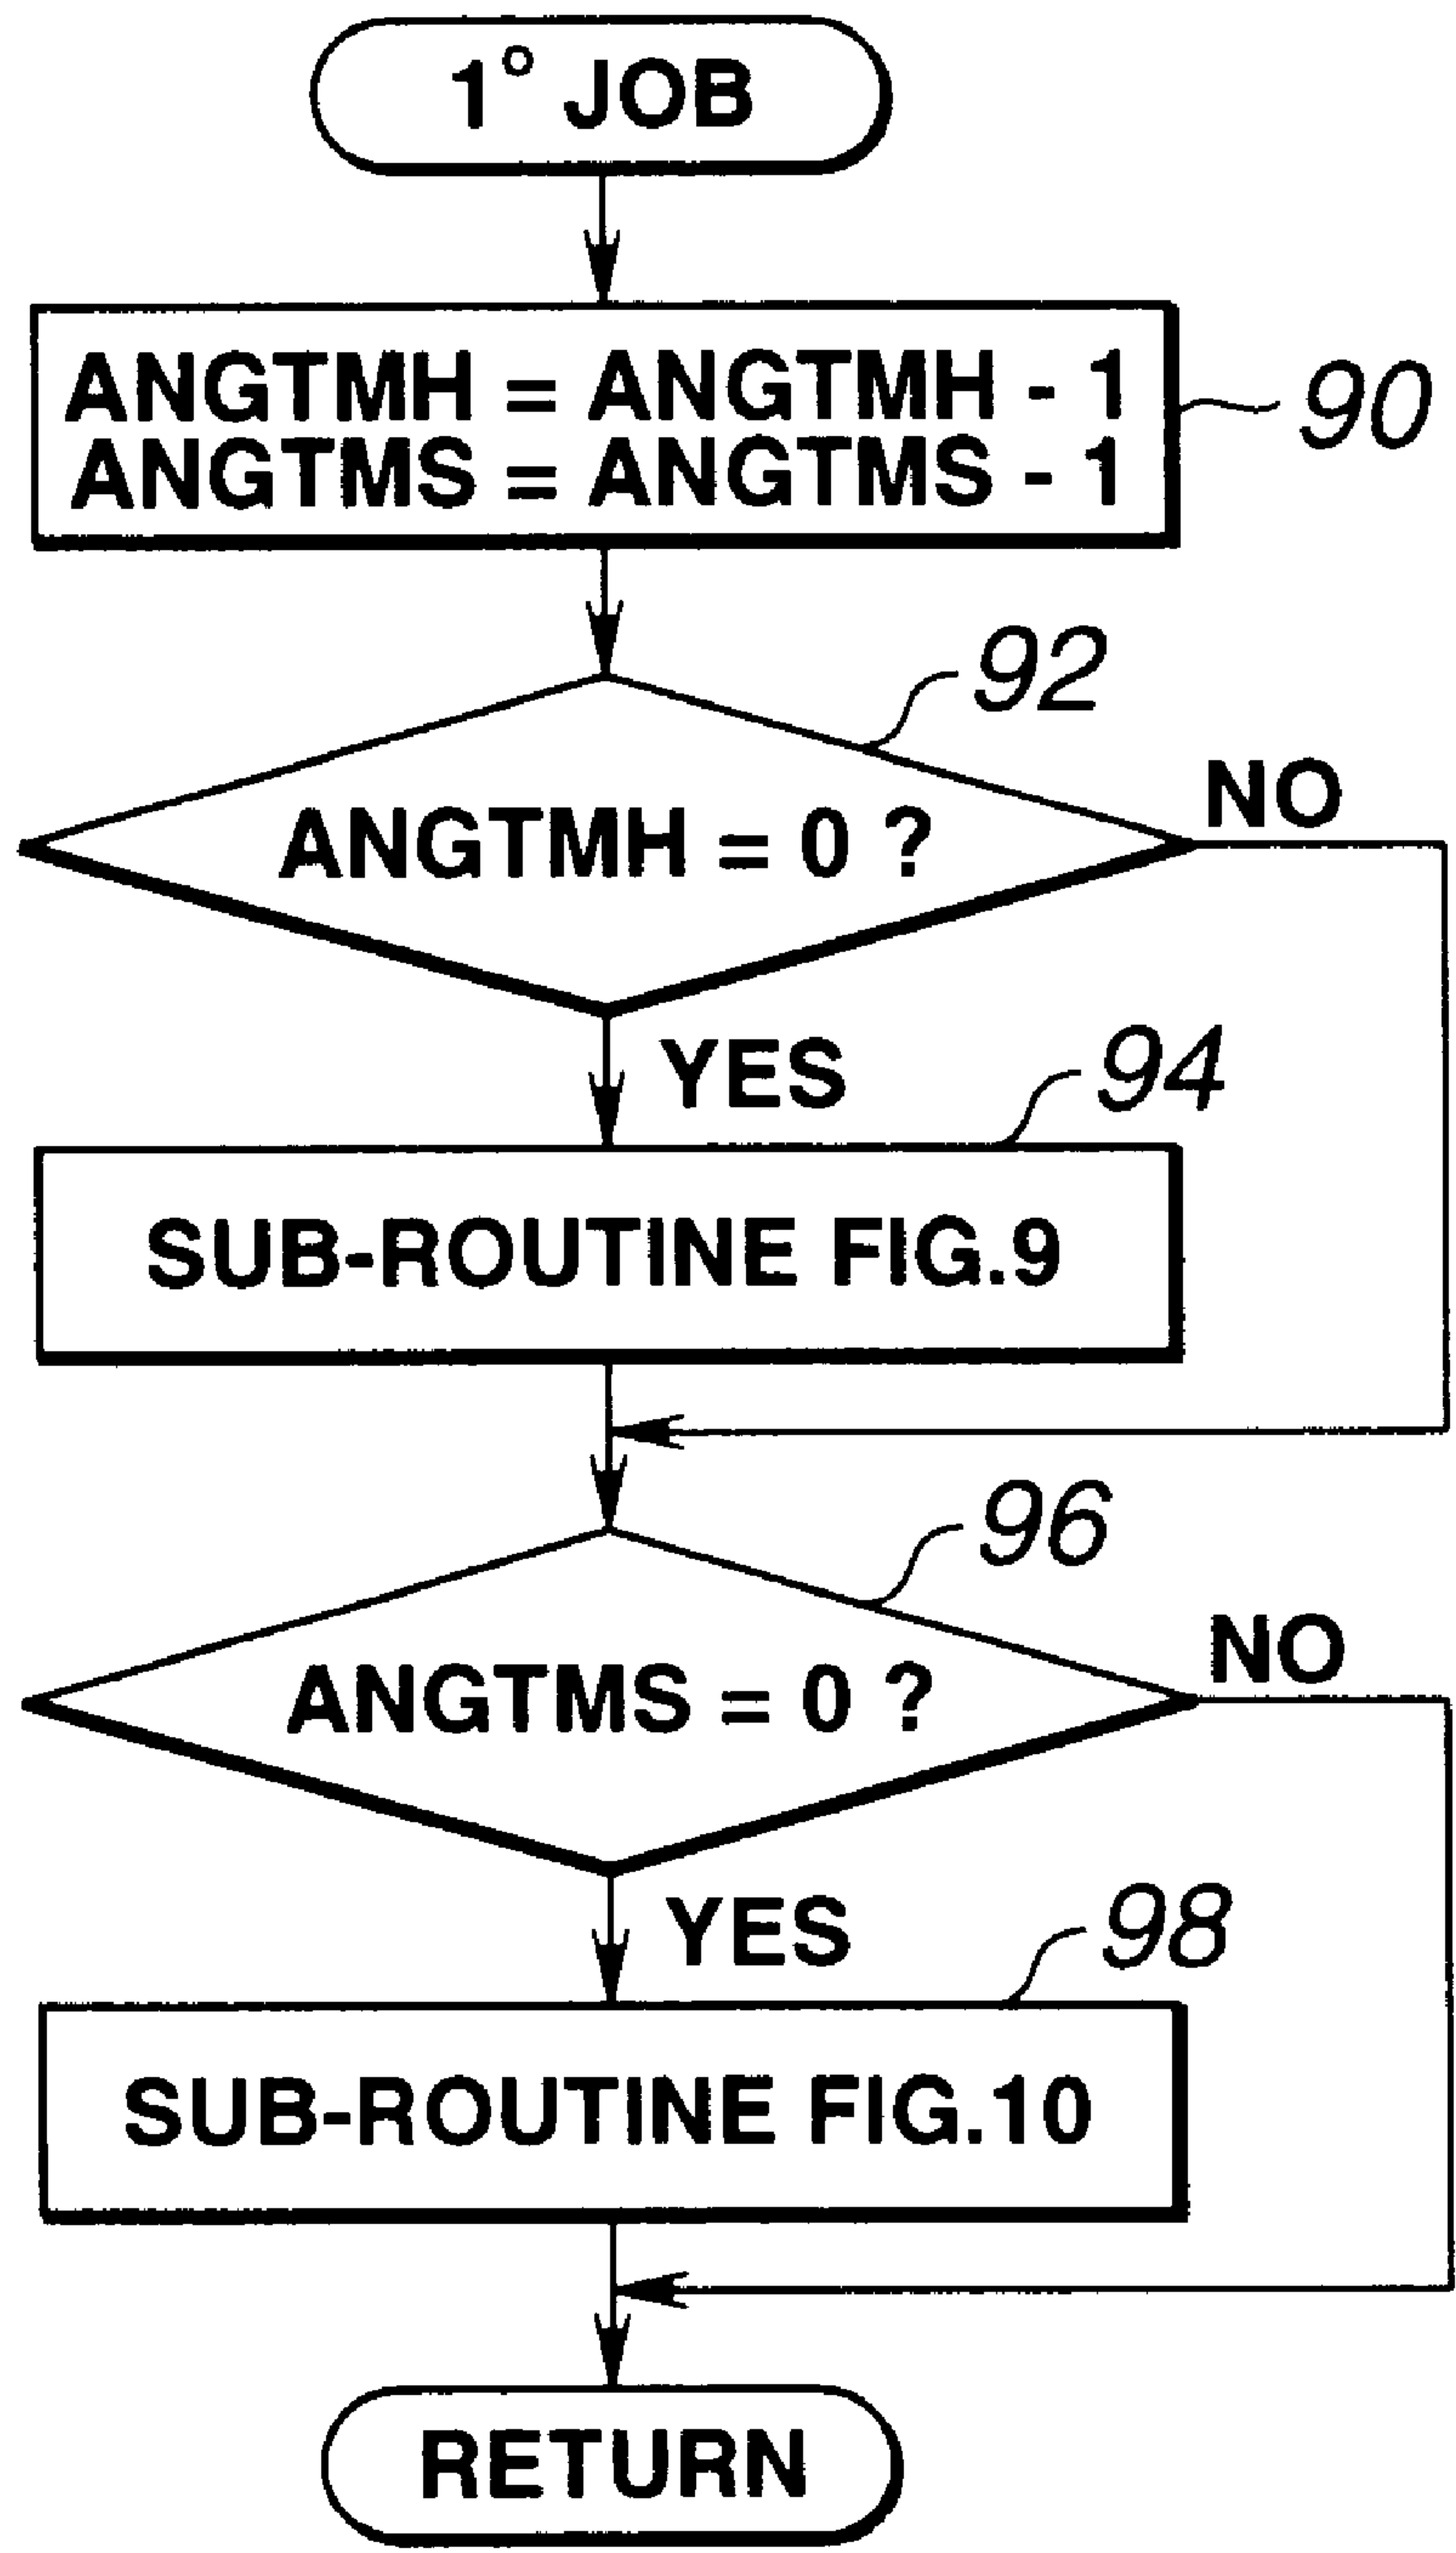 1° JOB
ANGTMH = ANGTMH - 1
ANGTMS = ANGTMS - 1
90
92
NO
ANGTMH = 0 ?
YES
94
SUB-ROUTINE FIG.9
96
NO
ANGTMS = 0 ?
YES
98
SUB-ROUTINE FIG.10
RETURN